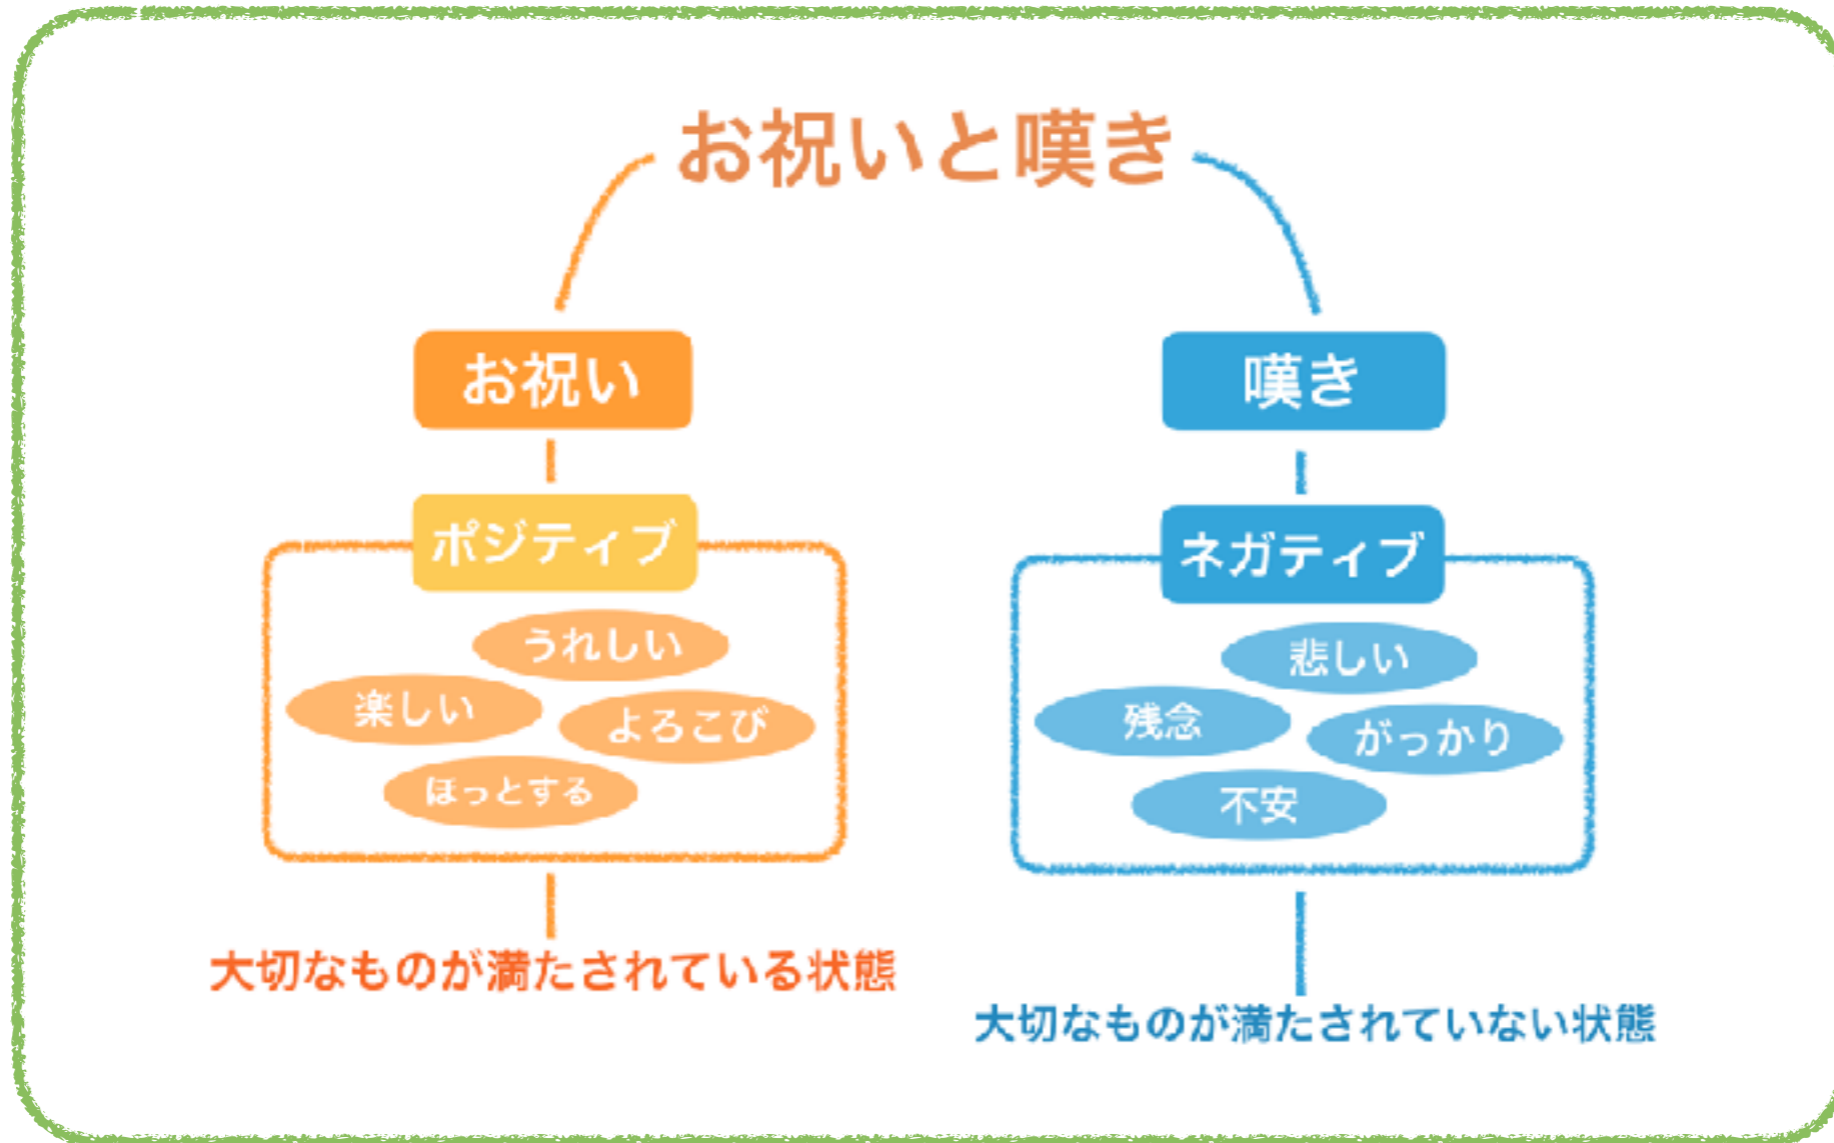 お祝いと嘆き
お祝い
ポジティブ
うれしい
楽しい
よろこび
ほっとする
大切なものが満たされている状態
嘆き
ネガティブ
悲しい
残念
がっかり
不安
大切なものが満たされていない状態